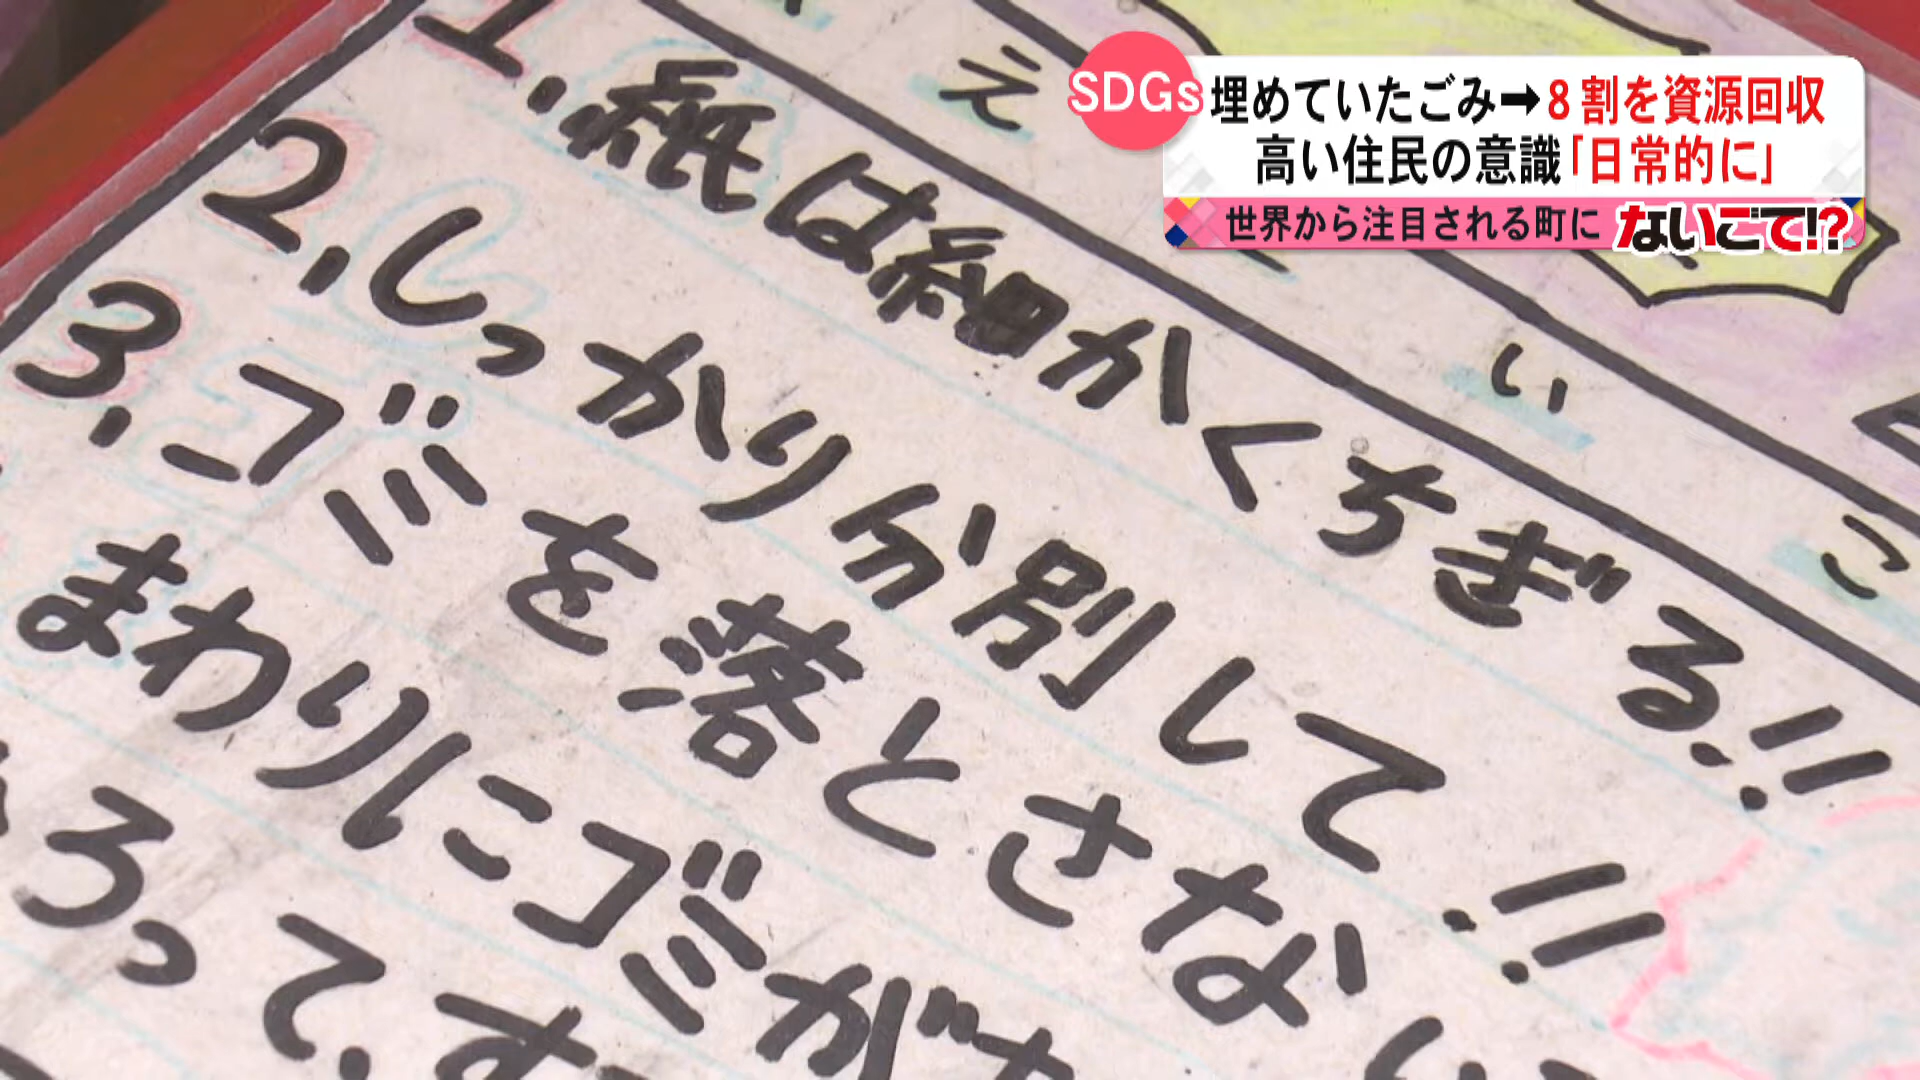 SDGs 埋めていたごみ➡8割を資源回収
高い住民の意識「日常的に」
世界から注目される町に ないごて!?
え
い
こ
1.紙は細かくちぎる!!
2.しっかり分別して!!
3.ゴミを落とさない
まわりにゴミが
ろって、す